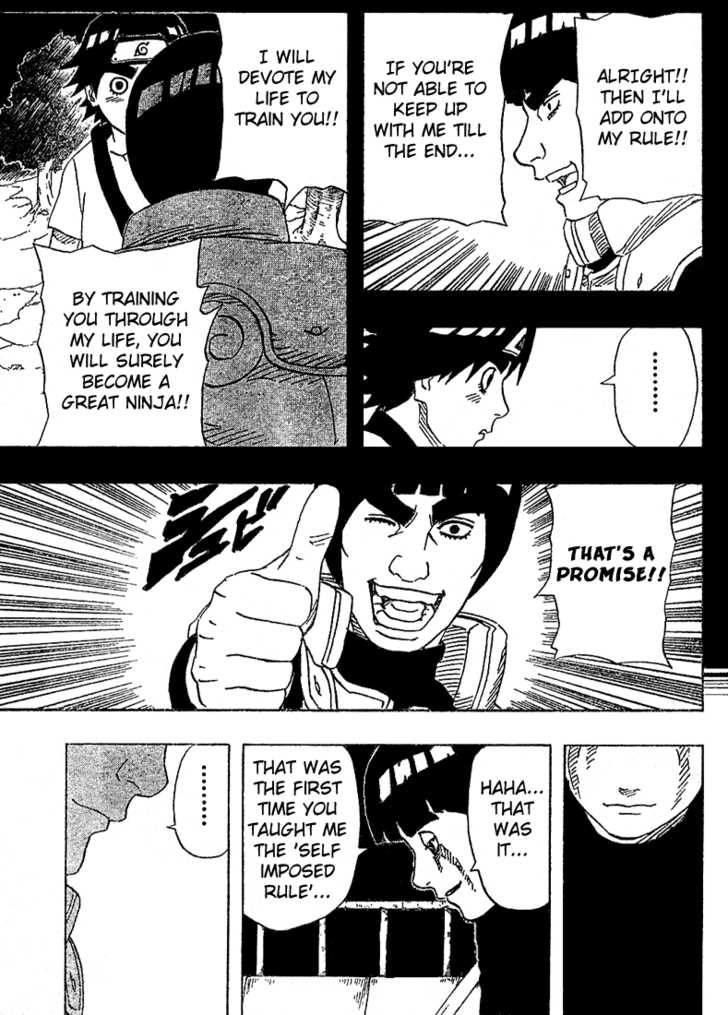 ALRIGHT!!
THEN I'LL
ADD ONTO
MY RULE!!
IF YOU'RE
NOT ABLE TO
KEEP UP
WITH ME TILL
THE END...
I WILL
DEVOTE MY
LIFE TO
TRAIN YOU!!
BY TRAINING
YOU THROUGH
MY LIFE, YOU
WILL SURELY
BECOME A
GREAT NINJA!!
........
THAT'S A
PROMISE!!
HAHA...
THAT
WAS
IT...
THAT WAS
THE FIRST
TIME YOU
TAUGHT ME
THE 'SELF
IMPOSED
RULE'...
........